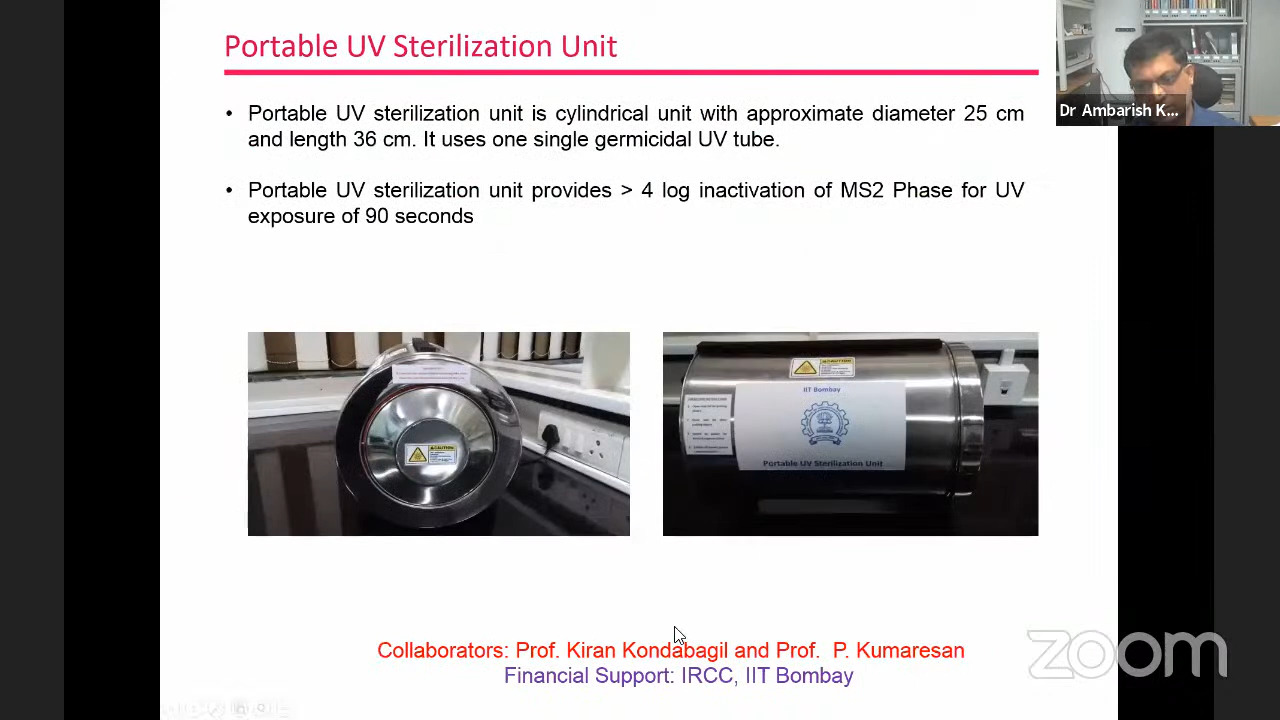 Portable UV Sterilization Unit
• Portable UV sterilization unit is cylindrical unit with approximate diameter 25 cm
and length 36 cm. It uses one single germicidal UV tube.
• Portable UV sterilization unit provides > 4 log inactivation of MS2 Phase for UV
exposure of 90 seconds
Dr Ambarish K...
CAUTION
CAUTION
IIT Bombay
Portable UV Sterilization Unit
Collaborators: Prof. Kiran Kondabagil and Prof. P. Kumaresan
Financial Support: IRCC, IIT Bombay
zoom